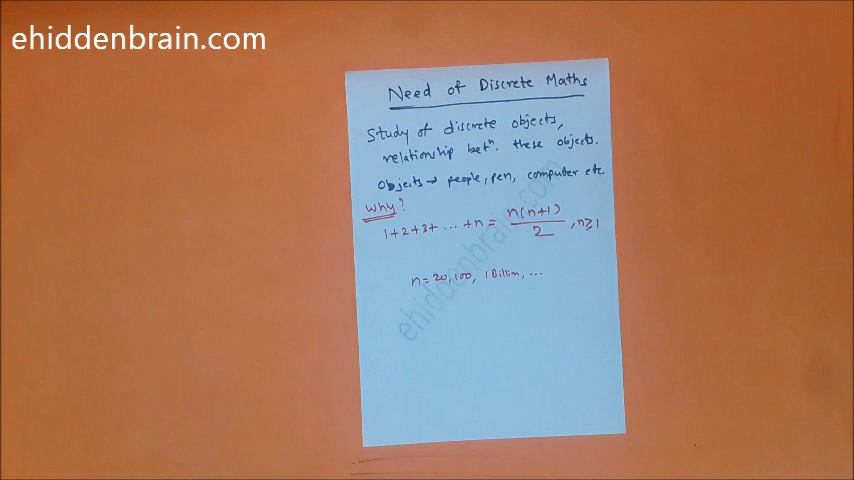 ehiddenbrain.com
Need of Discrete Maths
Study of discrete objects,
relationship betⁿ. these objects.
Objects → people, pen, computer etc
Why?
1+2+3+ ... +n = n(n+1)/2 , n≥1
n=20, 100, 1 Billion, ...
ehiddenbrain.com